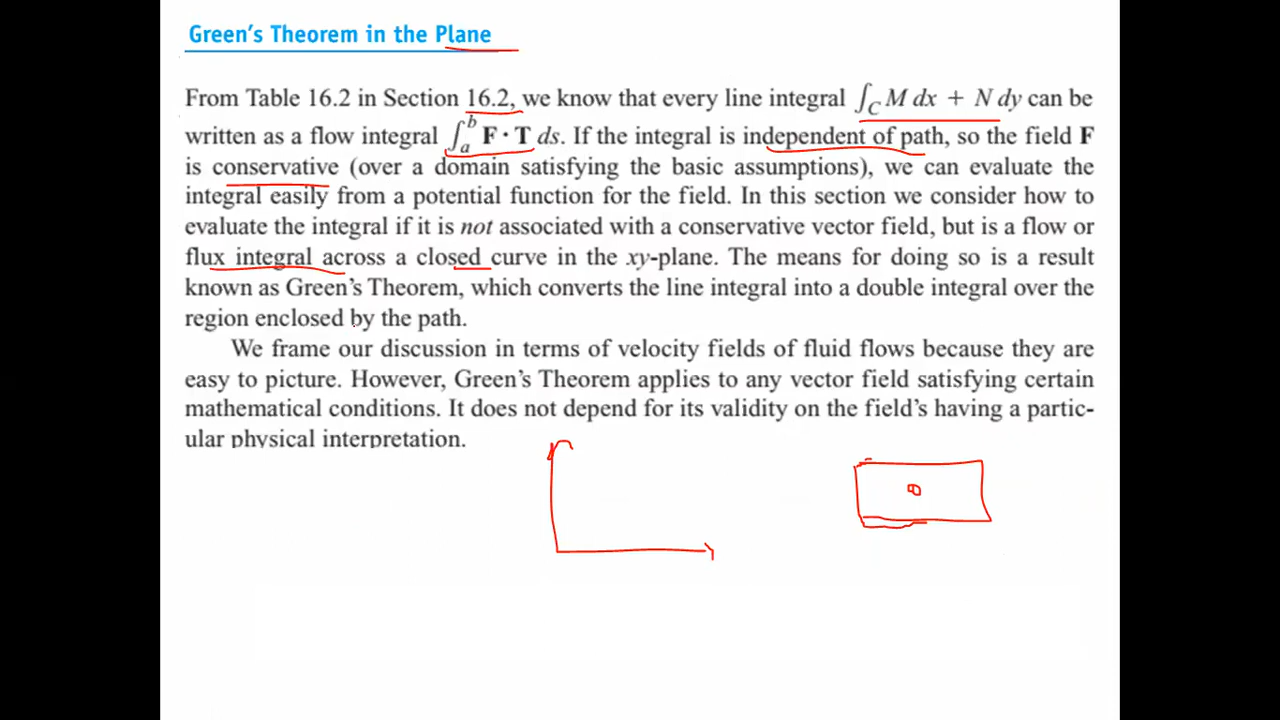 Green's Theorem in the Plane
From Table 16.2 in Section 16.2, we know that every line integral ∫_C M dx + N dy can be
written as a flow integral ∫_a^b F · T ds. If the integral is independent of path, so the field F
is conservative (over a domain satisfying the basic assumptions), we can evaluate the
integral easily from a potential function for the field. In this section we consider how to
evaluate the integral if it is not associated with a conservative vector field, but is a flow or
flux integral across a closed curve in the xy-plane. The means for doing so is a result
known as Green's Theorem, which converts the line integral into a double integral over the
region enclosed by the path.
We frame our discussion in terms of velocity fields of fluid flows because they are
easy to picture. However, Green's Theorem applies to any vector field satisfying certain
mathematical conditions. It does not depend for its validity on the field's having a partic-
ular physical interpretation.